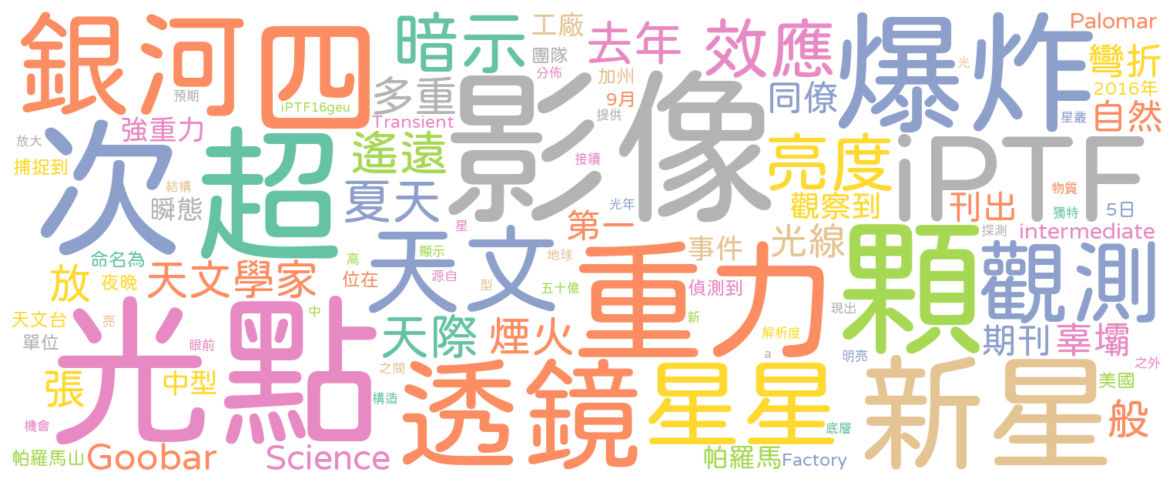 銀河
四
暗示
工廠
去年
效應
爆炸
Palomar
團隊
彎折
分佈
光
預期
iPTF16geu
多重
影像
加州
9月
同僚
2016年
提供
星叢
自然
強重力
Transient
放大
次
超
遙遠
接續
亮度
iPTF
捕捉到
結構
瞬態
夏天
光年
觀察到
物質
刊出
獨特
5日
星
第一
天文
事件
光線
顆
探測
intermediate
觀測
命名為
高
顯示
地球
放
夜晚
天文學家
位在
源自
型
五十億
重力
偵測到
光點
中
現出
天文台
亮
天際
煙火
新
解析度
期刊
辜壩
單位
眼前
a
明亮
之外
張
中型
之間
透鏡
星星
新星
美國
構造
般
機會
底層
帕羅馬山
Goobar
Science
帕羅馬
Factory